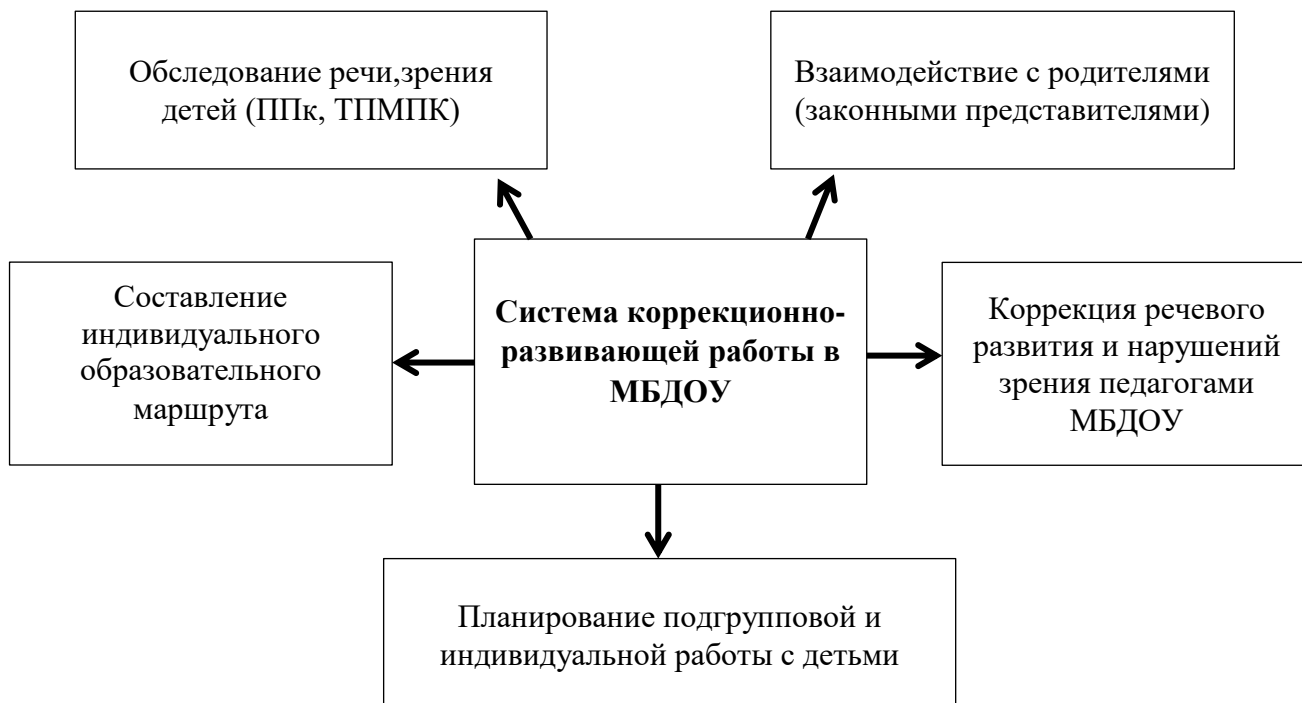 Обследование речи,зрения
детей (ППк, ТПМПК)
Взаимодействие с родителями
(законными представителями)
Составление
индивидуального
образовательного
маршрута
Система коррекционно-
развивающей работы в
МБДОУ
Коррекция речевого
развития и нарушений
зрения педагогами
МБДОУ
Планирование подгрупповой и
индивидуальной работы с детьми